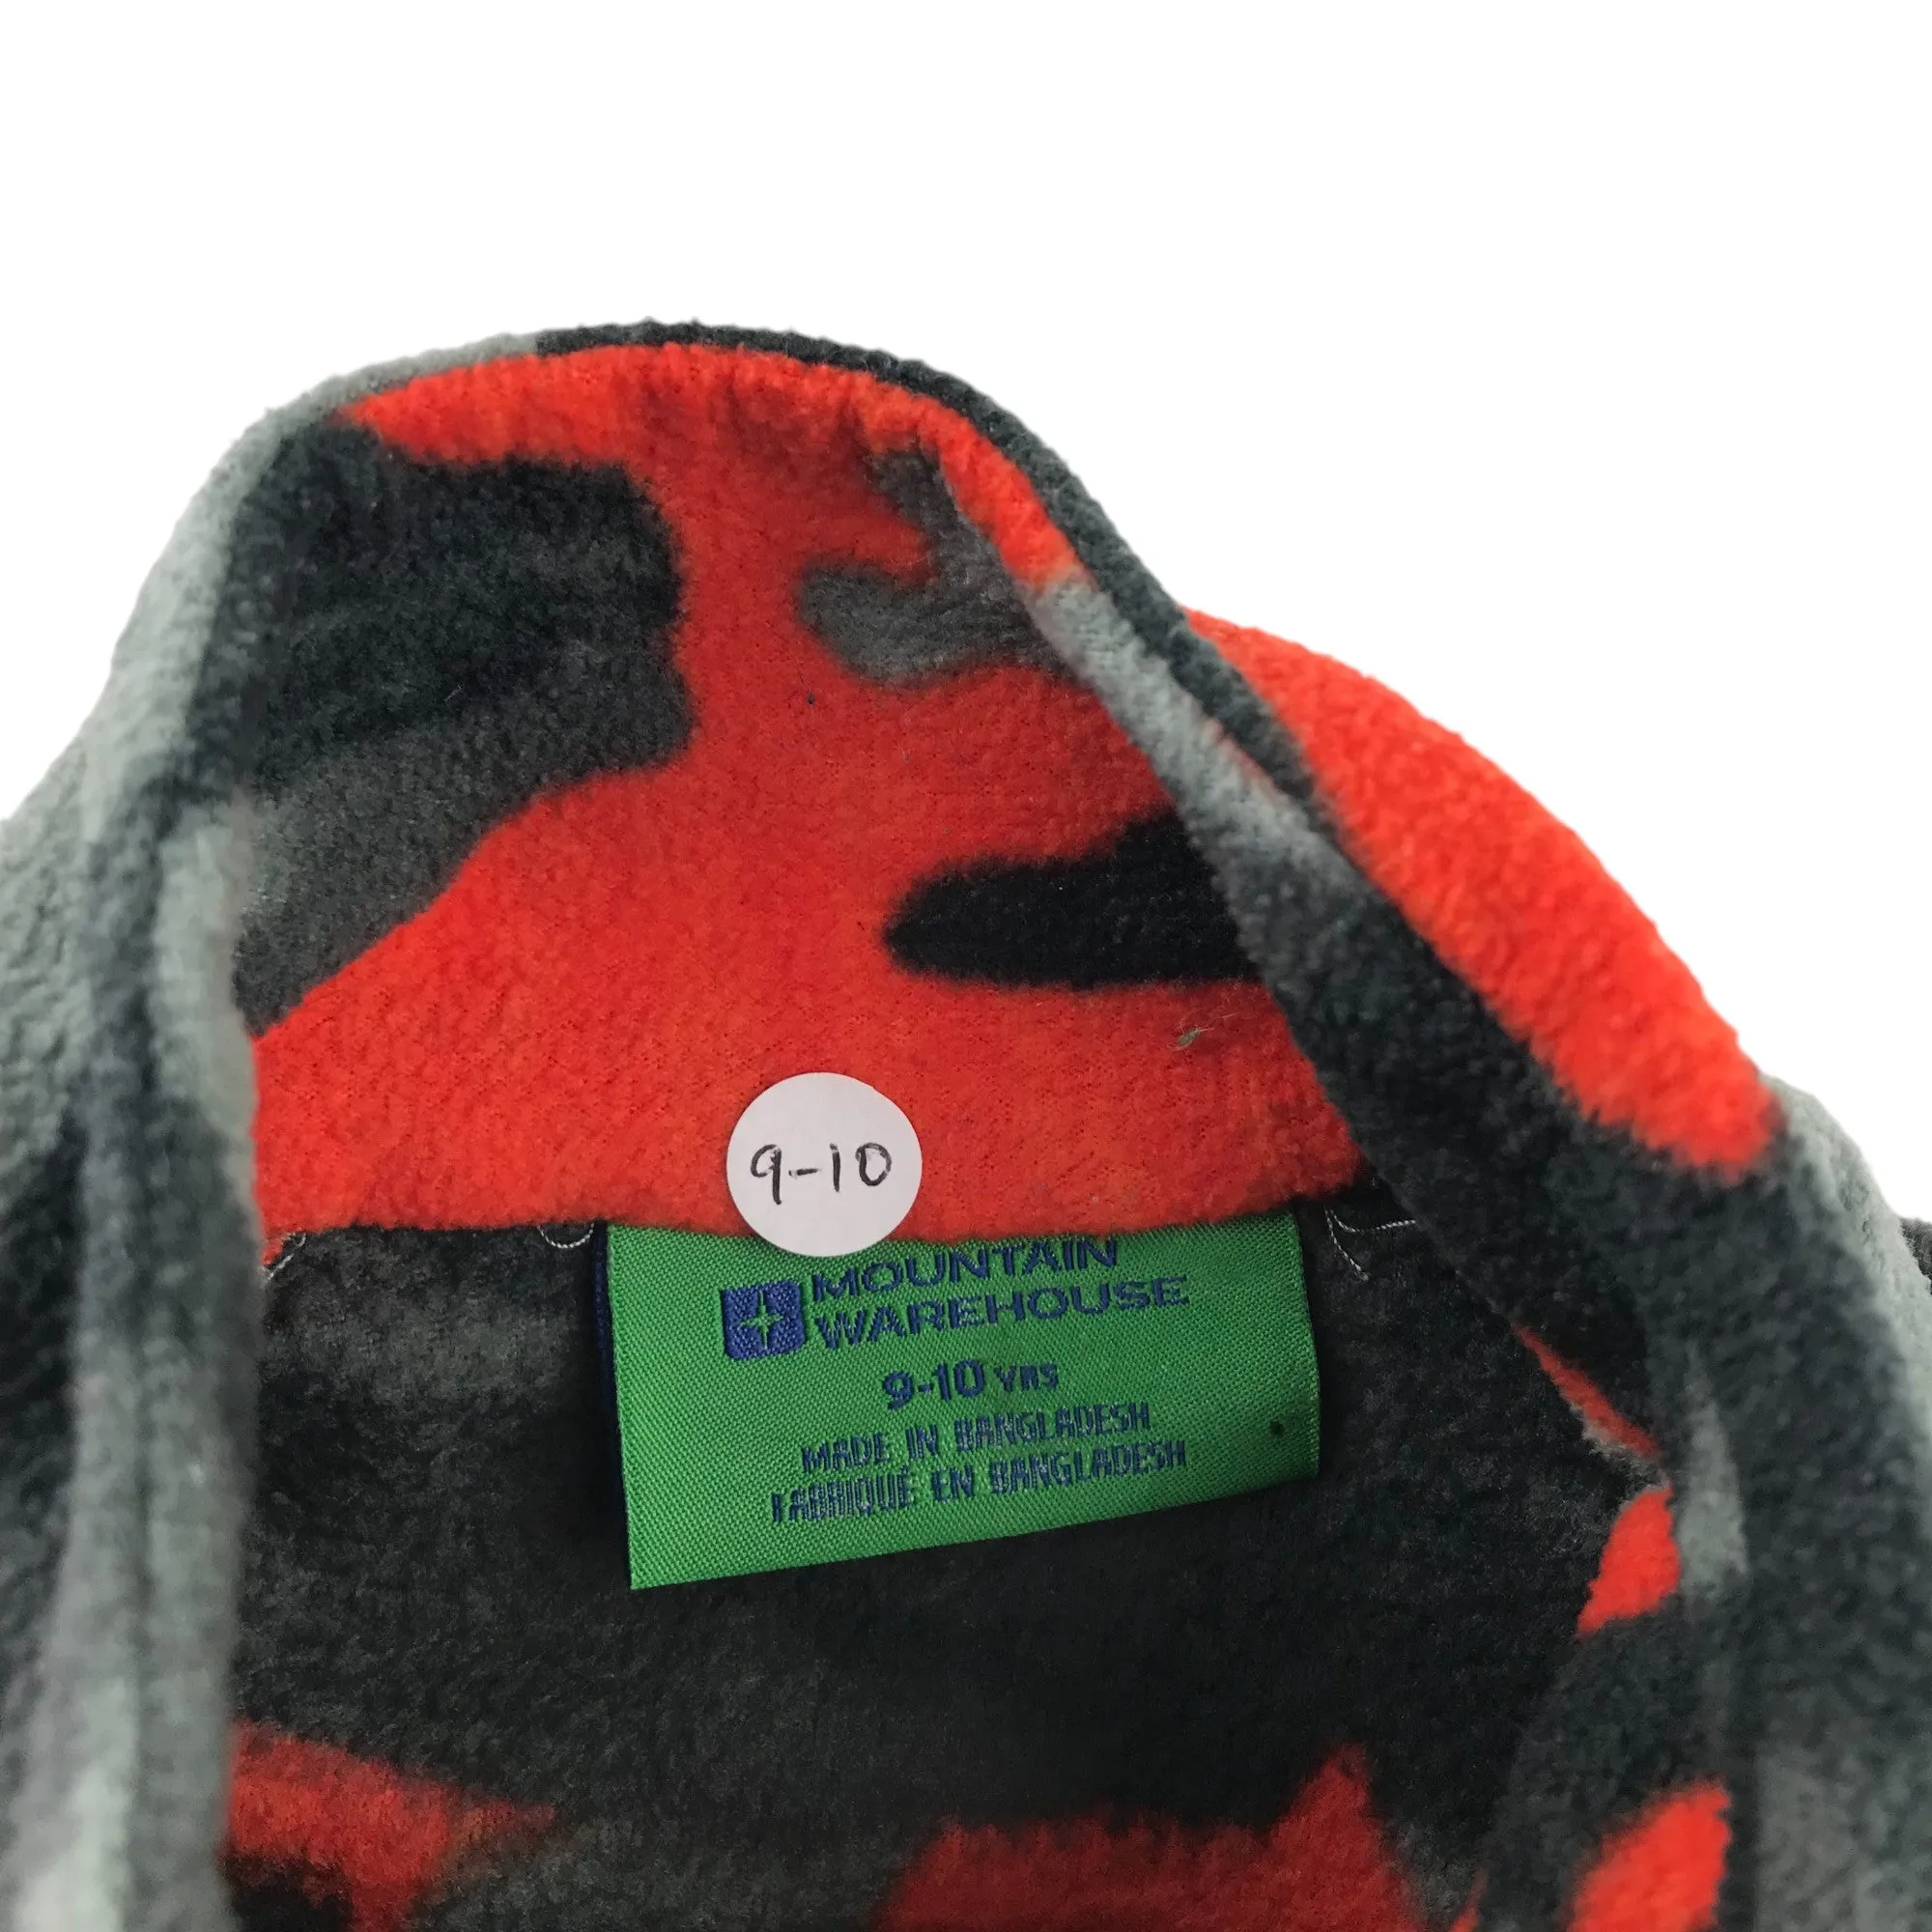 9-10
MOUNTAIN
WAREHOUSE
9-10 YRS
MADE IN BANGLADESH
FABRIQUÉ EN BANGLADESH